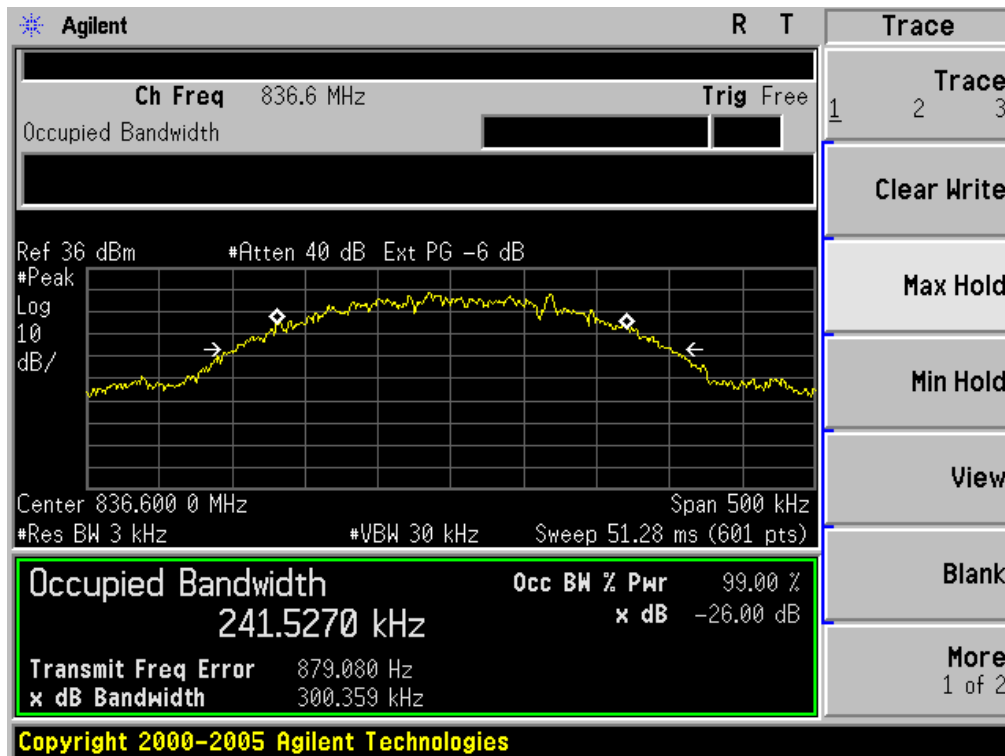 Agilent R T
Trace
Ch Freq 836.6 MHz Trig Free
Occupied Bandwidth
Trace
1 2 3
Clear Write
Max Hold
Min Hold
View
Blank
More
1 of 2
Ref 36 dBm #Atten 40 dB Ext PG -6 dB
#Peak
Log
10
dB/
Center 836.600 0 MHz Span 500 kHz
#Res BW 3 kHz #VBW 30 kHz Sweep 51.28 ms (601 pts)
Occupied Bandwidth
241.5270 kHz
Occ BW % Pwr 99.00 %
x dB -26.00 dB
Transmit Freq Error 879.080 Hz
x dB Bandwidth 300.359 kHz
Copyright 2000-2005 Agilent Technologies